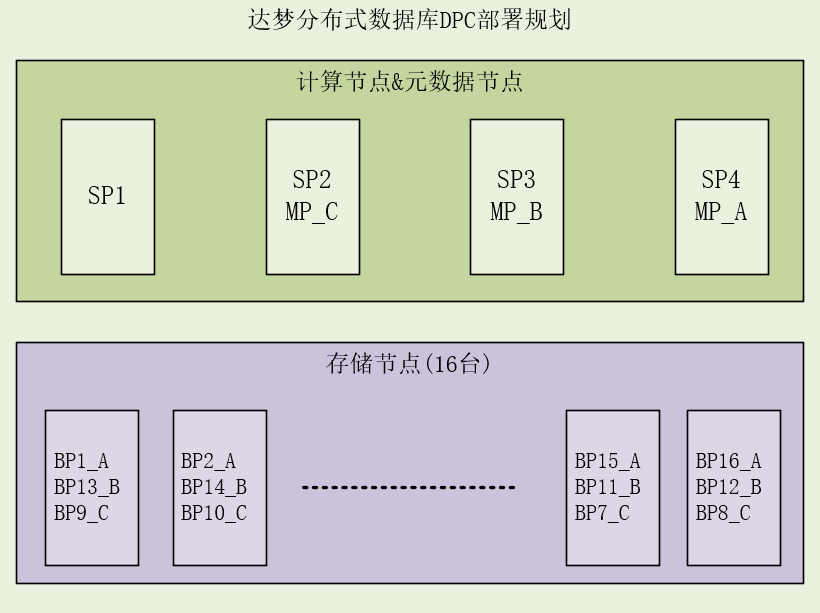 达梦分布式数据库DPC部署规划
计算节点&元数据节点
SP1
SP2
MP_C
SP3
MP_B
SP4
MP_A
存储节点(16台)
BP1_A
BP13_B
BP9_C
BP2_A
BP14_B
BP10_C
BP15_A
BP11_B
BP7_C
BP16_A
BP12_B
BP8_C